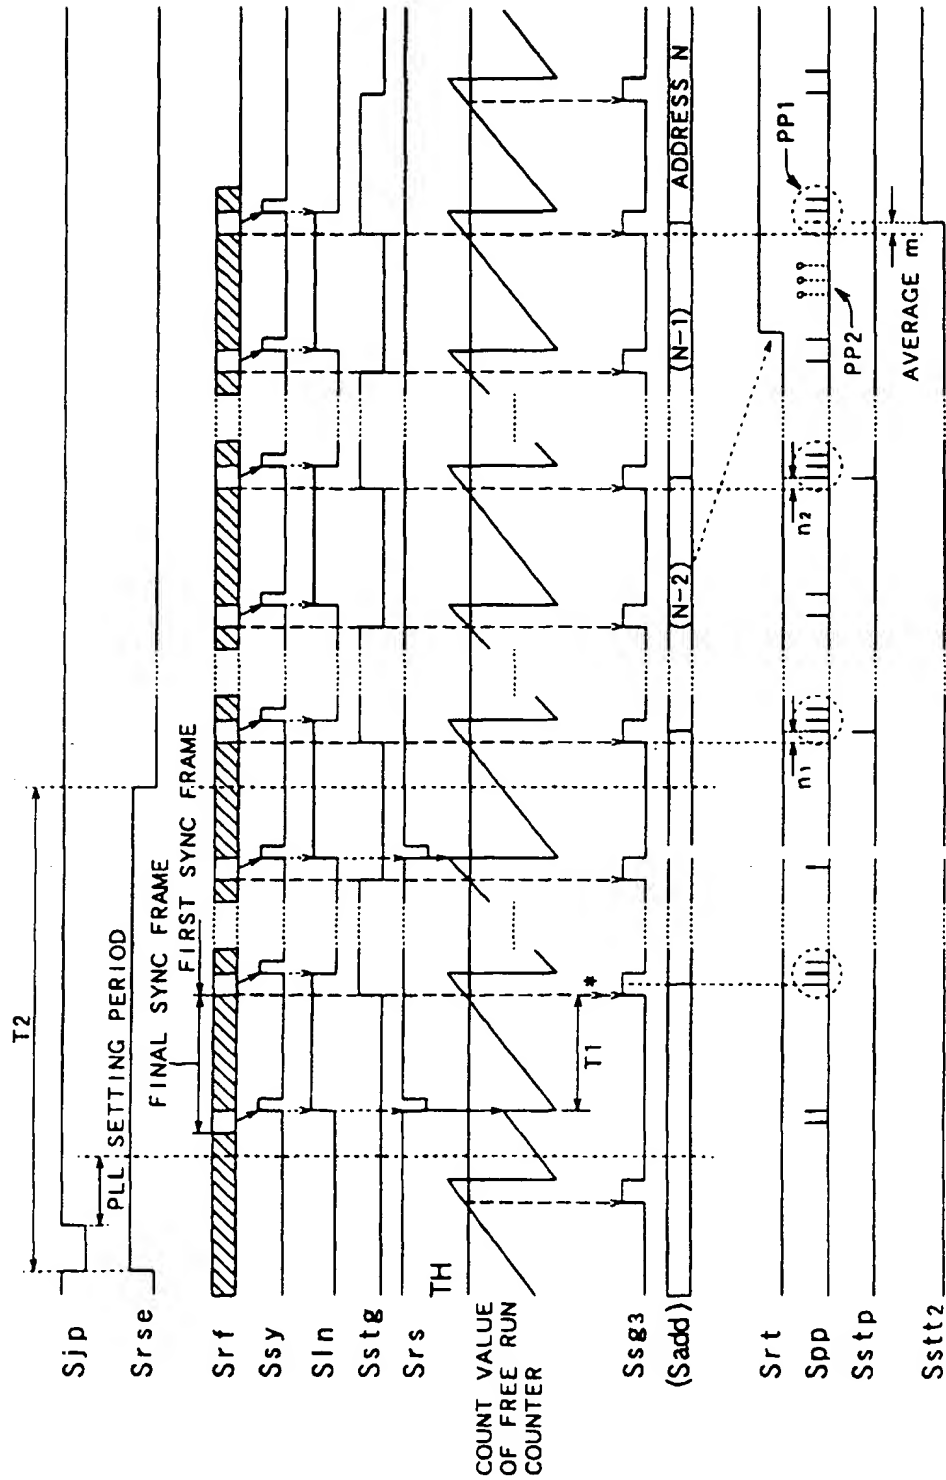 Sjp
Srse
Srf
Ssy
Sln
Sstg
Srs
TH
COUNT VALUE
OF FREE RUN
COUNTER
Ssg3
(Sadd)
Srt
Spp
Sstp
Sstt2
T2
PLL SETTING PERIOD
FINAL SYNC FRAME
FIRST SYNC FRAME
T1
*
(N-2)
(N-1)
ADDRESS N
n1
n2
PP1
PP2
AVERAGE m